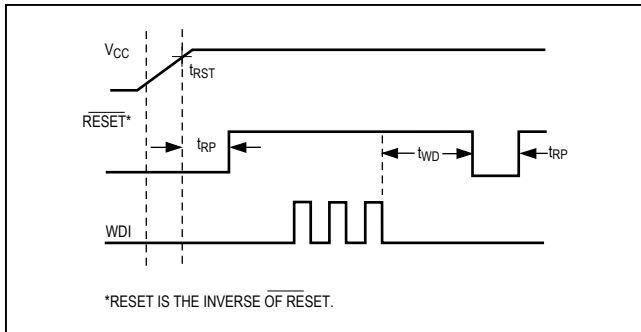 VCC
tRST
RESET*
tRP
tWD
tRP
WDI
*RESET IS THE INVERSE OF RESET.